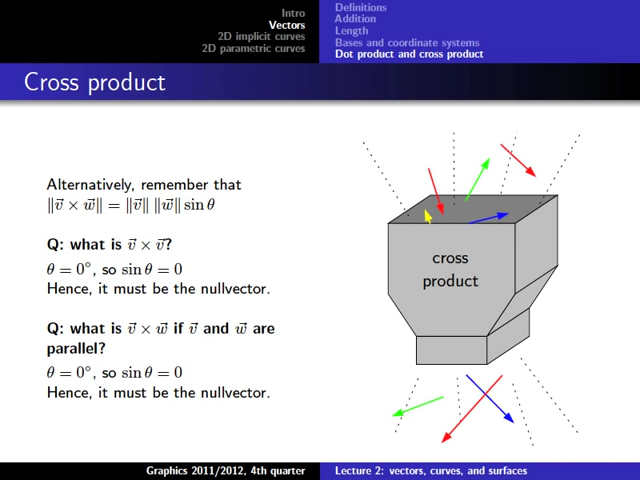 Intro
Vectors
2D implicit curves
2D parametric curves
Definitions
Addition
Length
Bases and coordinate systems
Dot product and cross product
Cross product
Alternatively, remember that
‖v⃗ × w⃗‖ = ‖v⃗‖ ‖w⃗‖ sin θ
Q: what is v⃗ × v⃗?
θ = 0°, so sin θ = 0
Hence, it must be the nullvector.
Q: what is v⃗ × w⃗ if v⃗ and w⃗ are
parallel?
θ = 0°, so sin θ = 0
Hence, it must be the nullvector.
cross
product
Graphics 2011/2012, 4th quarter
Lecture 2: vectors, curves, and surfaces